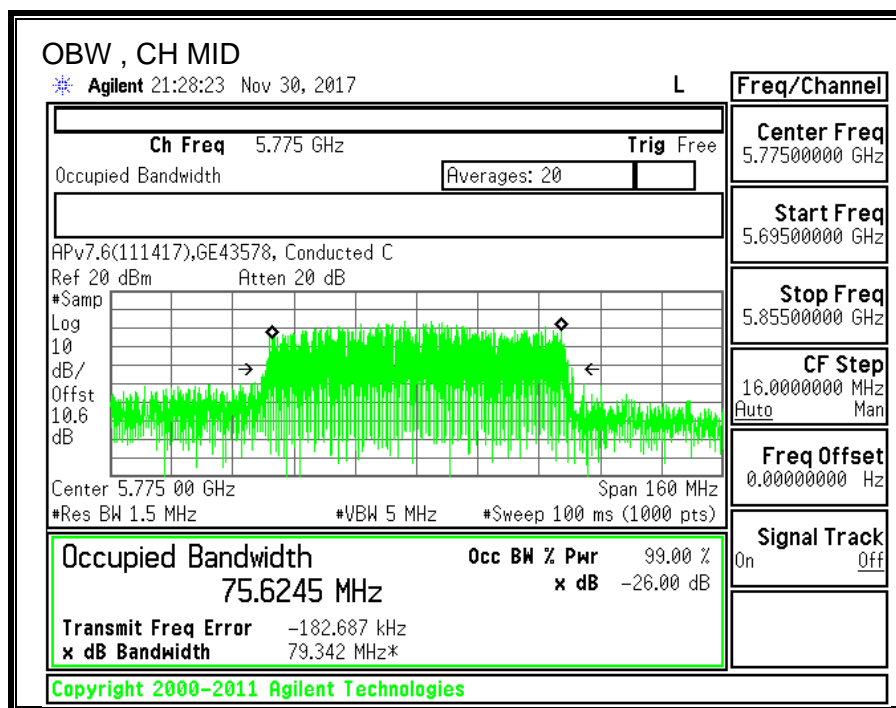 OBW , CH MID
Agilent 21:28:23 Nov 30, 2017 L
Freq/Channel
Ch Freq 5.775 GHz Trig Free
Occupied Bandwidth Averages: 20
APv7.6(111417),GE43578, Conducted C
Ref 20 dBm Atten 20 dB
#Samp
Log
10
dB/
Offst
10.6
dB
Center 5.775 00 GHz Span 160 MHz
#Res BW 1.5 MHz #VBW 5 MHz #Sweep 100 ms (1000 pts)
Occupied Bandwidth Occ BW % Pwr 99.00 %
75.6245 MHz x dB -26.00 dB
Transmit Freq Error -182.687 kHz
x dB Bandwidth 79.342 MHz*
Copyright 2000-2011 Agilent Technologies
Center Freq
5.77500000 GHz
Start Freq
5.69500000 GHz
Stop Freq
5.85500000 GHz
CF Step
16.0000000 MHz
Auto Man
Freq Offset
0.00000000 Hz
Signal Track
On Off